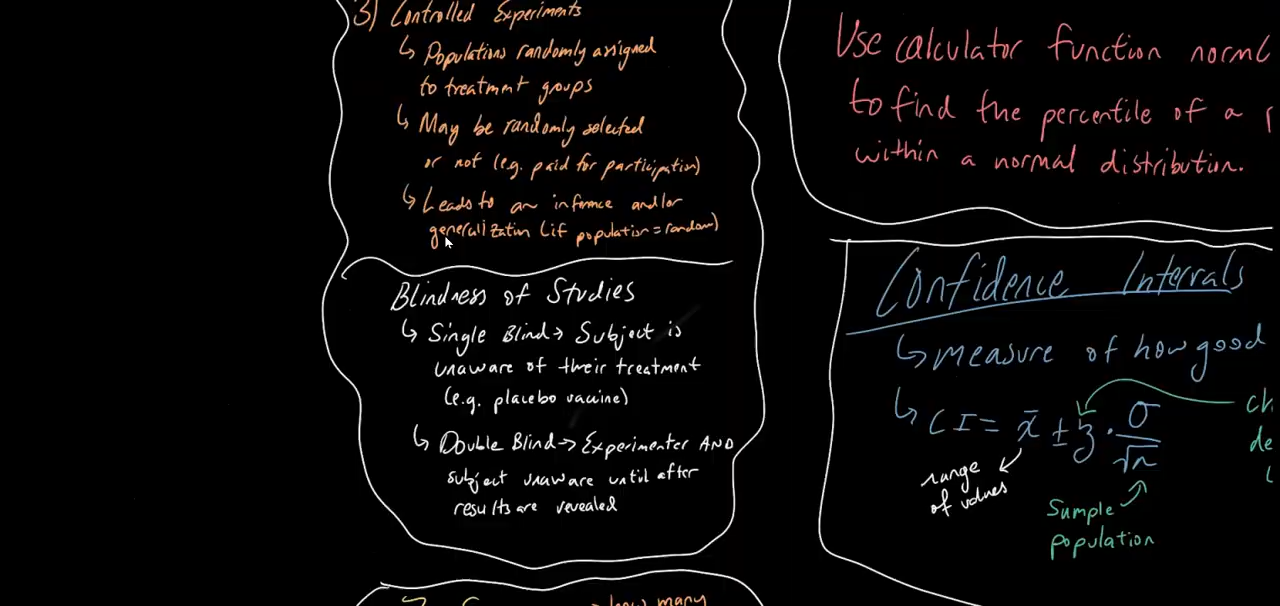 3) Controlled Experiments
↳ Populations randomly assigned
to treatment groups
↳ May be randomly selected
or not (e.g. paid for participation)
↳ Leads to an inference and/or
generalization (if population = random)
Blindness of Studies
↳ Single Blind → Subject is
unaware of their treatment
(e.g. placebo vaccine)
↳ Double Blind → Experimenter AND
subject unaware until after
results are revealed
→ how many
Use calculator function
to find the percentile of a
within a normal distribution.
Confidence Intervals
↳ measure of how good
↳ CI = x̄ ± z · σ/√n
range
of values
Sample
population